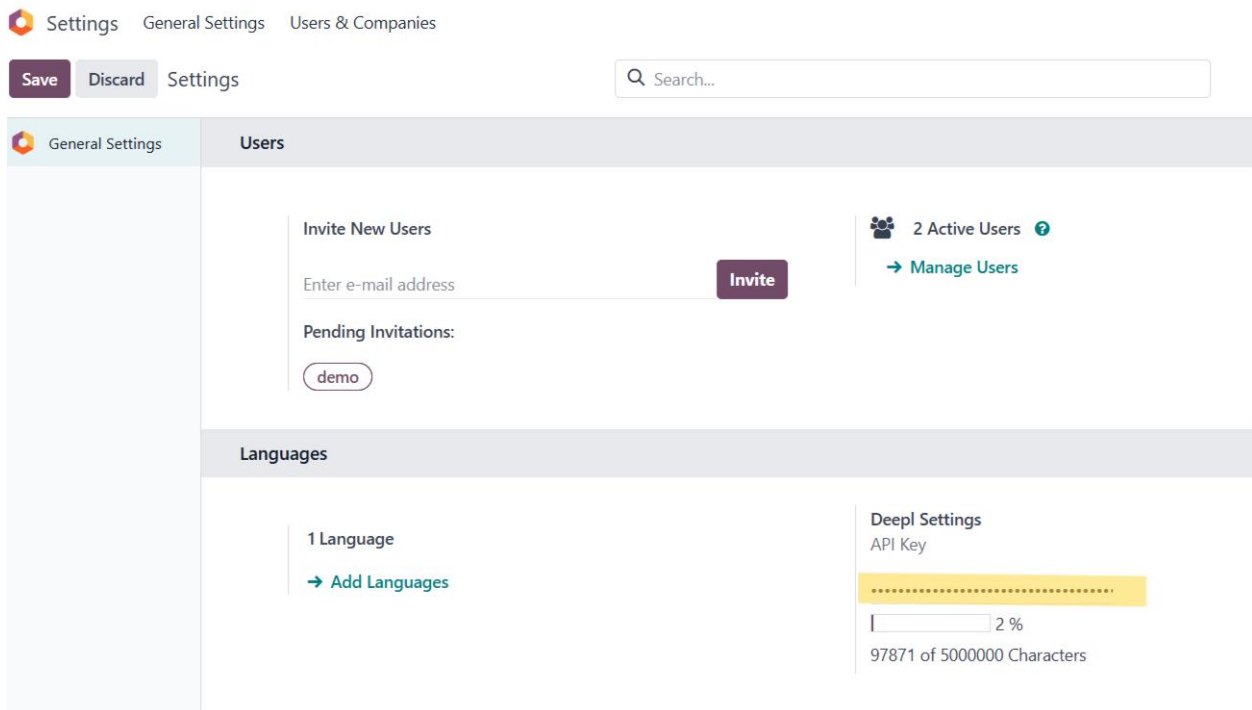 Settings General Settings Users & Companies
Save Discard Settings Search...
General Settings
Users
Invite New Users
2 Active Users
Enter e-mail address Invite
→ Manage Users
Pending Invitations:
demo
Languages
1 Language
→ Add Languages
Deepl Settings
API Key
2 %
97871 of 5000000 Characters